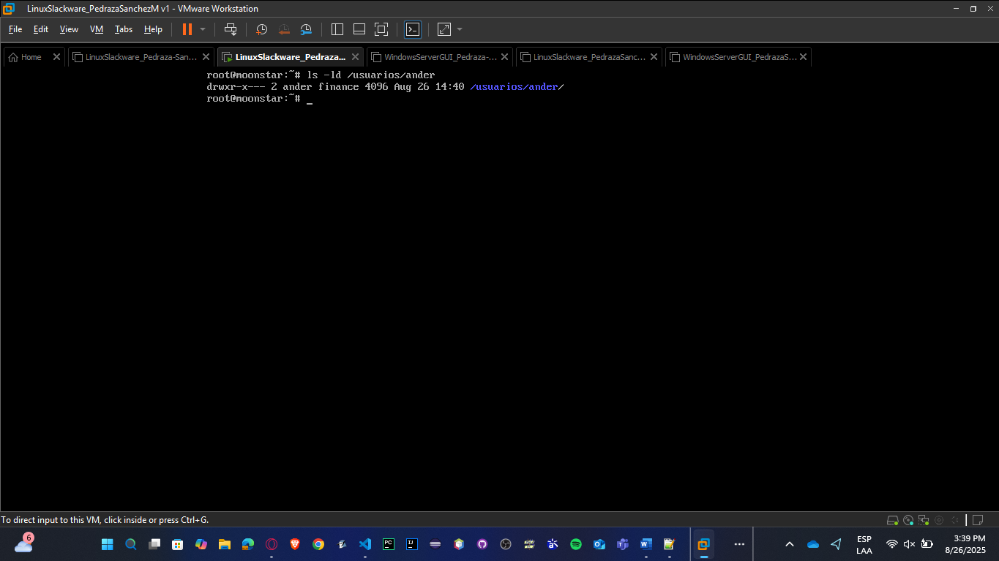 LinuxSlackware_PedrazaSanchezM v1 - VMware Workstation
File Edit View VM Tabs Help
Home LinuxSlackware_Pedraza-San... LinuxSlackware_Pedraza... WindowsServerGUI_Pedraza-... LinuxSlackware_PedrazaSanc... WindowsServerGUI_PedrazaS...
root@moonstar:~# ls -ld /usuarios/ander
drwxr-x--- 2 ander finance 4096 Aug 26 14:40 /usuarios/ander/
root@moonstar:~# _
To direct input to this VM, click inside or press Ctrl+G.
6
PC
IJ
W
ESP
LAA
3:39 PM
8/26/2025